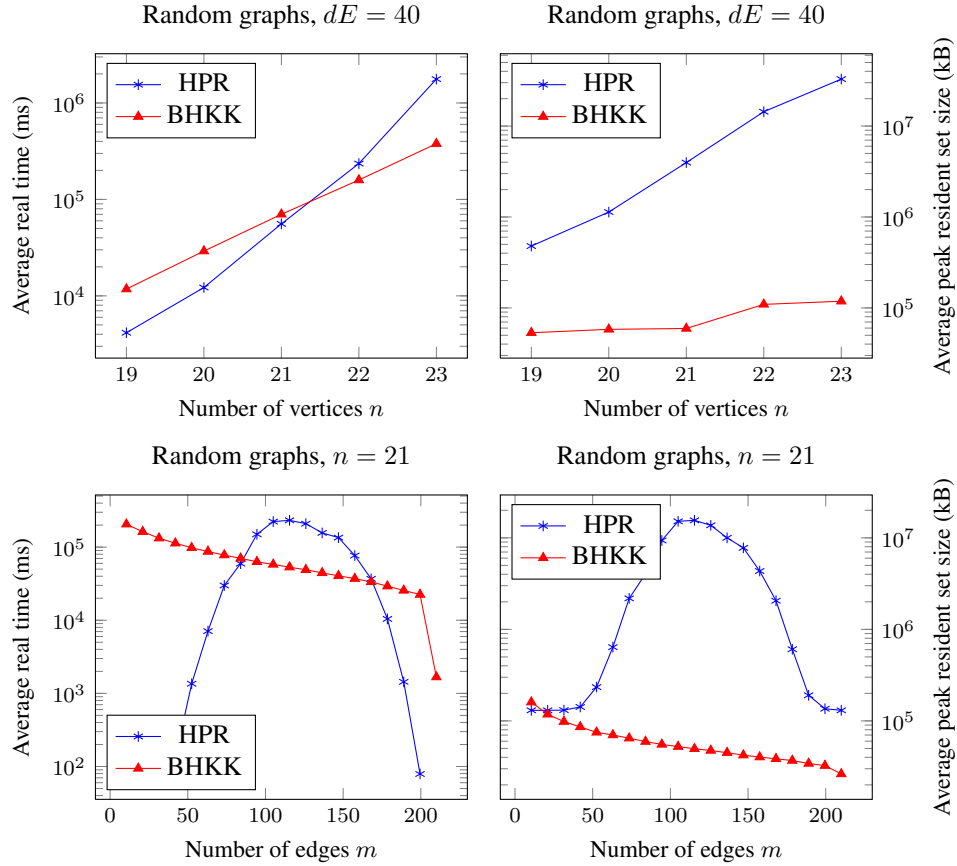 Random graphs, dE = 40
Average real time (ms)
10^6
10^5
10^4
HPR
BHKK
19 20 21 22 23
Number of vertices n
Random graphs, dE = 40
HPR
BHKK
10^7
10^6
10^5
Average peak resident set size (kB)
19 20 21 22 23
Number of vertices n
Random graphs, n = 21
Average real time (ms)
10^5
10^4
10^3
10^2
HPR
BHKK
0 50 100 150 200
Number of edges m
Random graphs, n = 21
HPR
BHKK
10^7
10^6
10^5
Average peak resident set size (kB)
0 50 100 150 200
Number of edges m